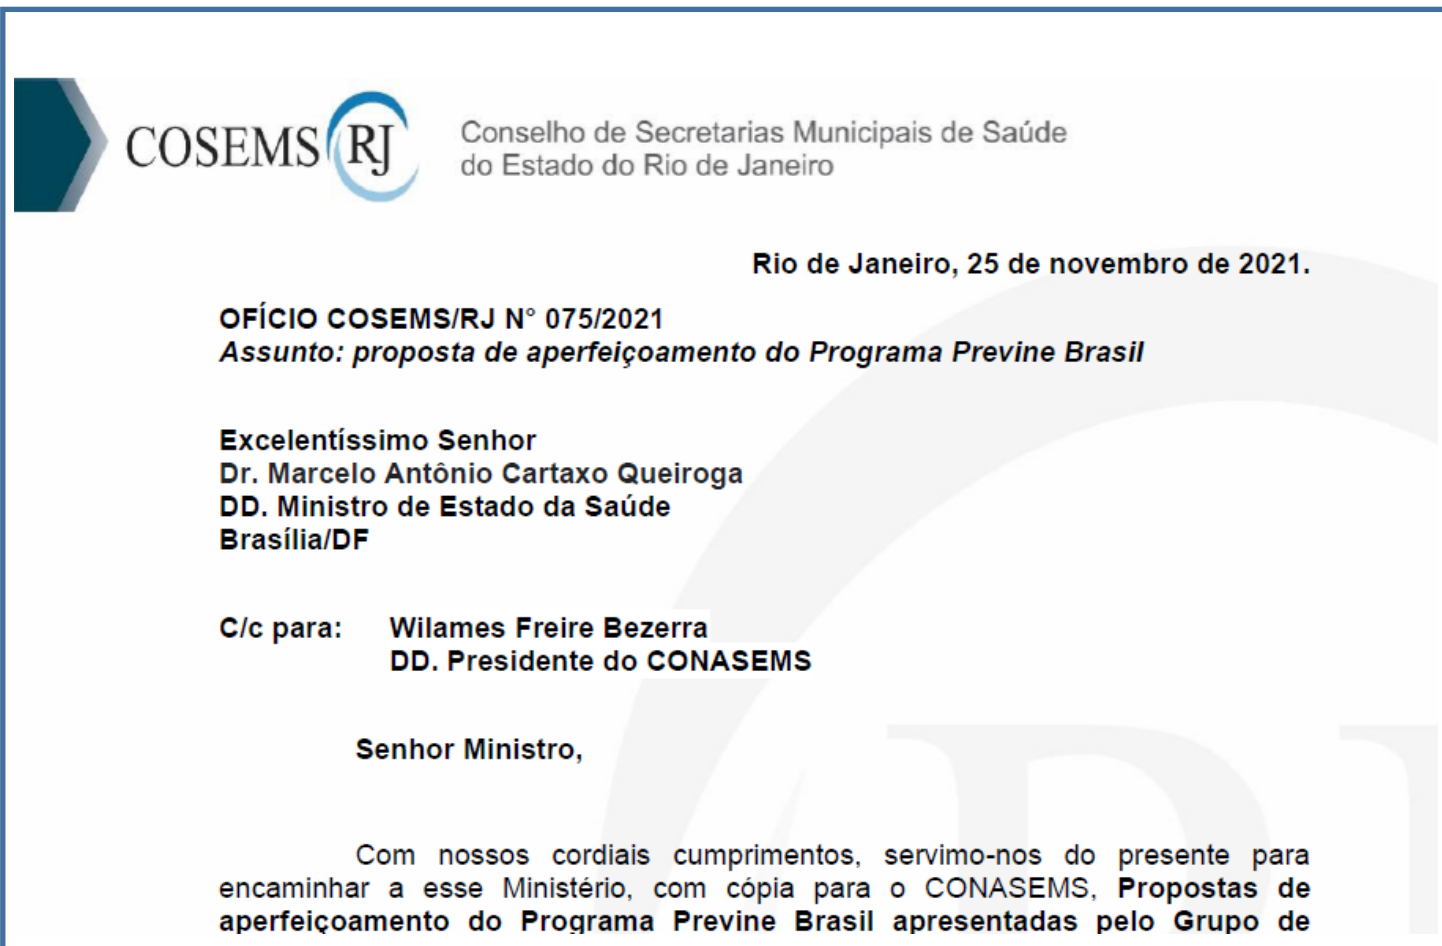 COSEMS RJ
Conselho de Secretarias Municipais de Saúde
do Estado do Rio de Janeiro
Rio de Janeiro, 25 de novembro de 2021.
OFÍCIO COSEMS/RJ N° 075/2021
Assunto: proposta de aperfeiçoamento do Programa Previne Brasil
Excelentíssimo Senhor
Dr. Marcelo Antônio Cartaxo Queiroga
DD. Ministro de Estado da Saúde
Brasília/DF
C/c para: Wilames Freire Bezerra
DD. Presidente do CONASEMS
Senhor Ministro,
Com nossos cordiais cumprimentos, servimo-nos do presente para
encaminhar a esse Ministério, com cópia para o CONASEMS, Propostas de
aperfeiçoamento do Programa Previne Brasil apresentadas pelo Grupo de